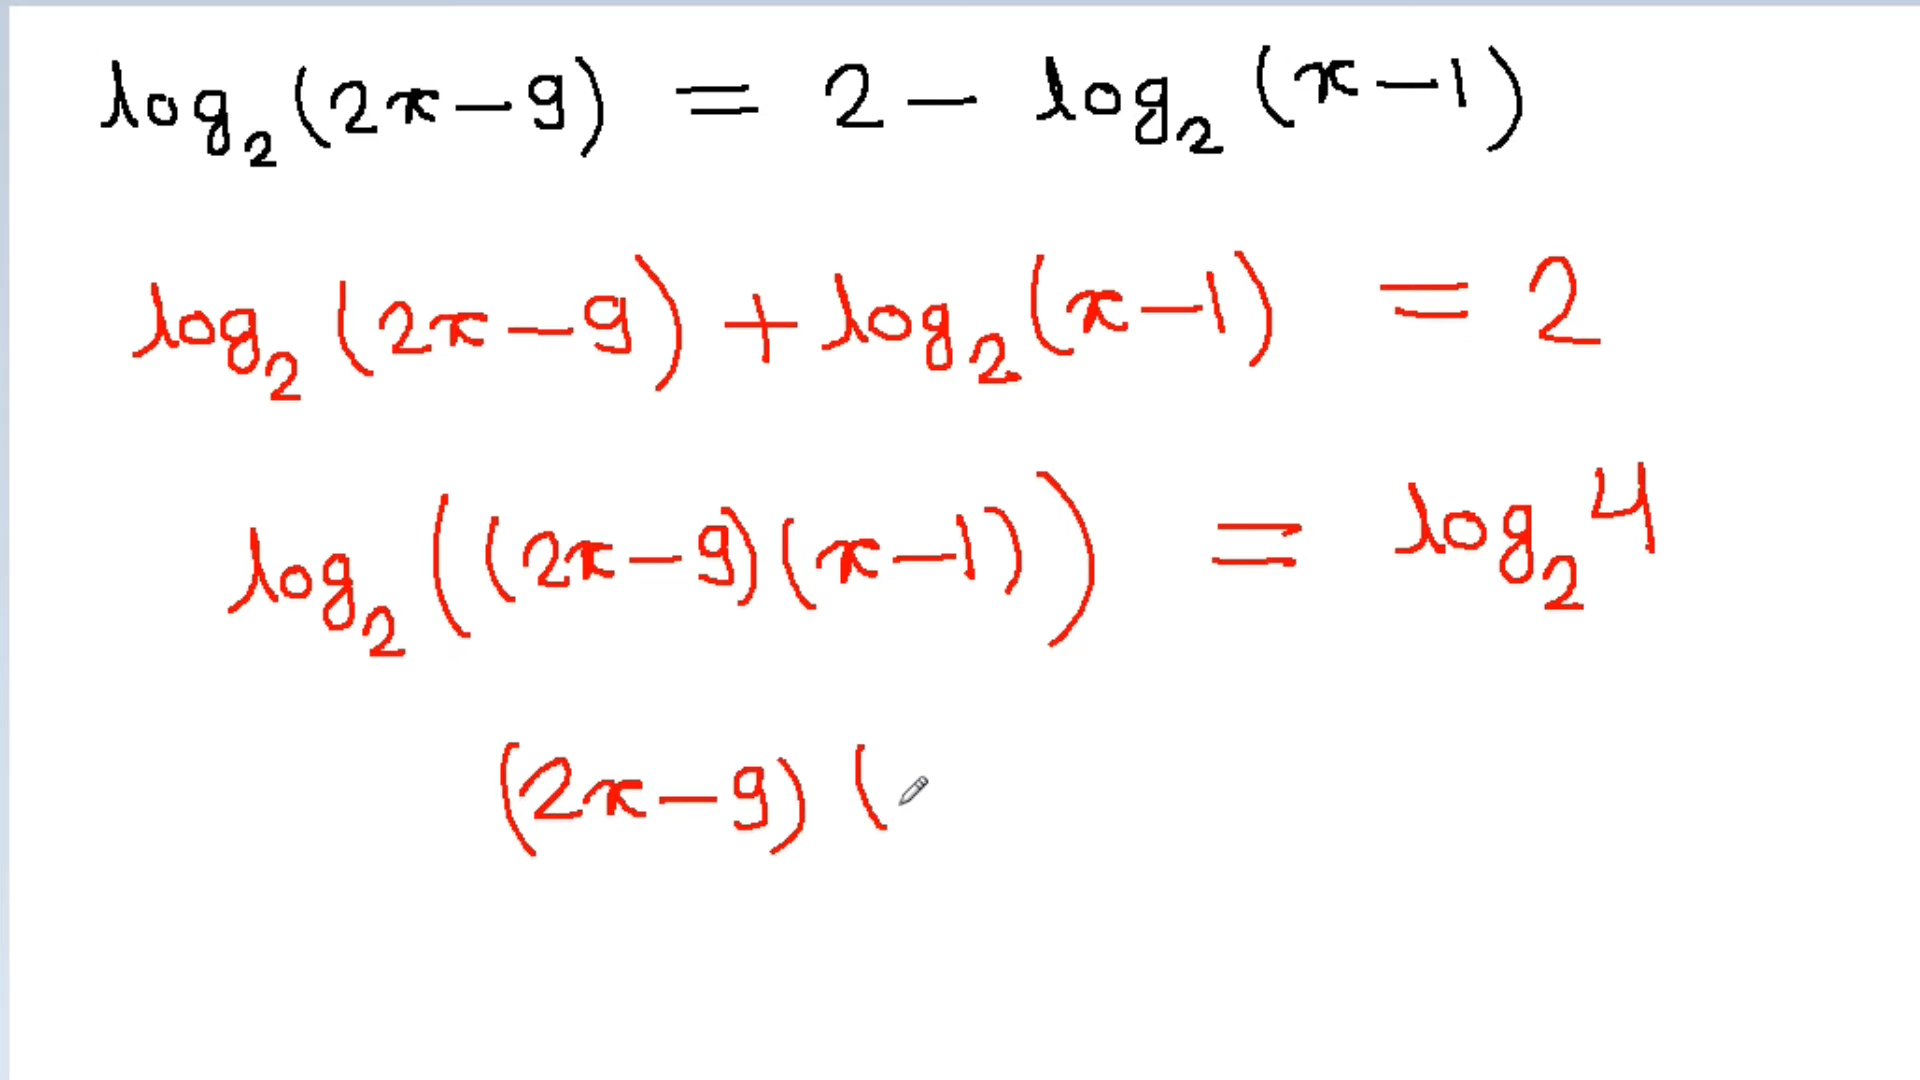 log₂(2x-9) = 2 - log₂(x-1)
log₂(2x-9) + log₂(x-1) = 2
log₂((2x-9)(x-1)) = log₂4
(2x-9)(